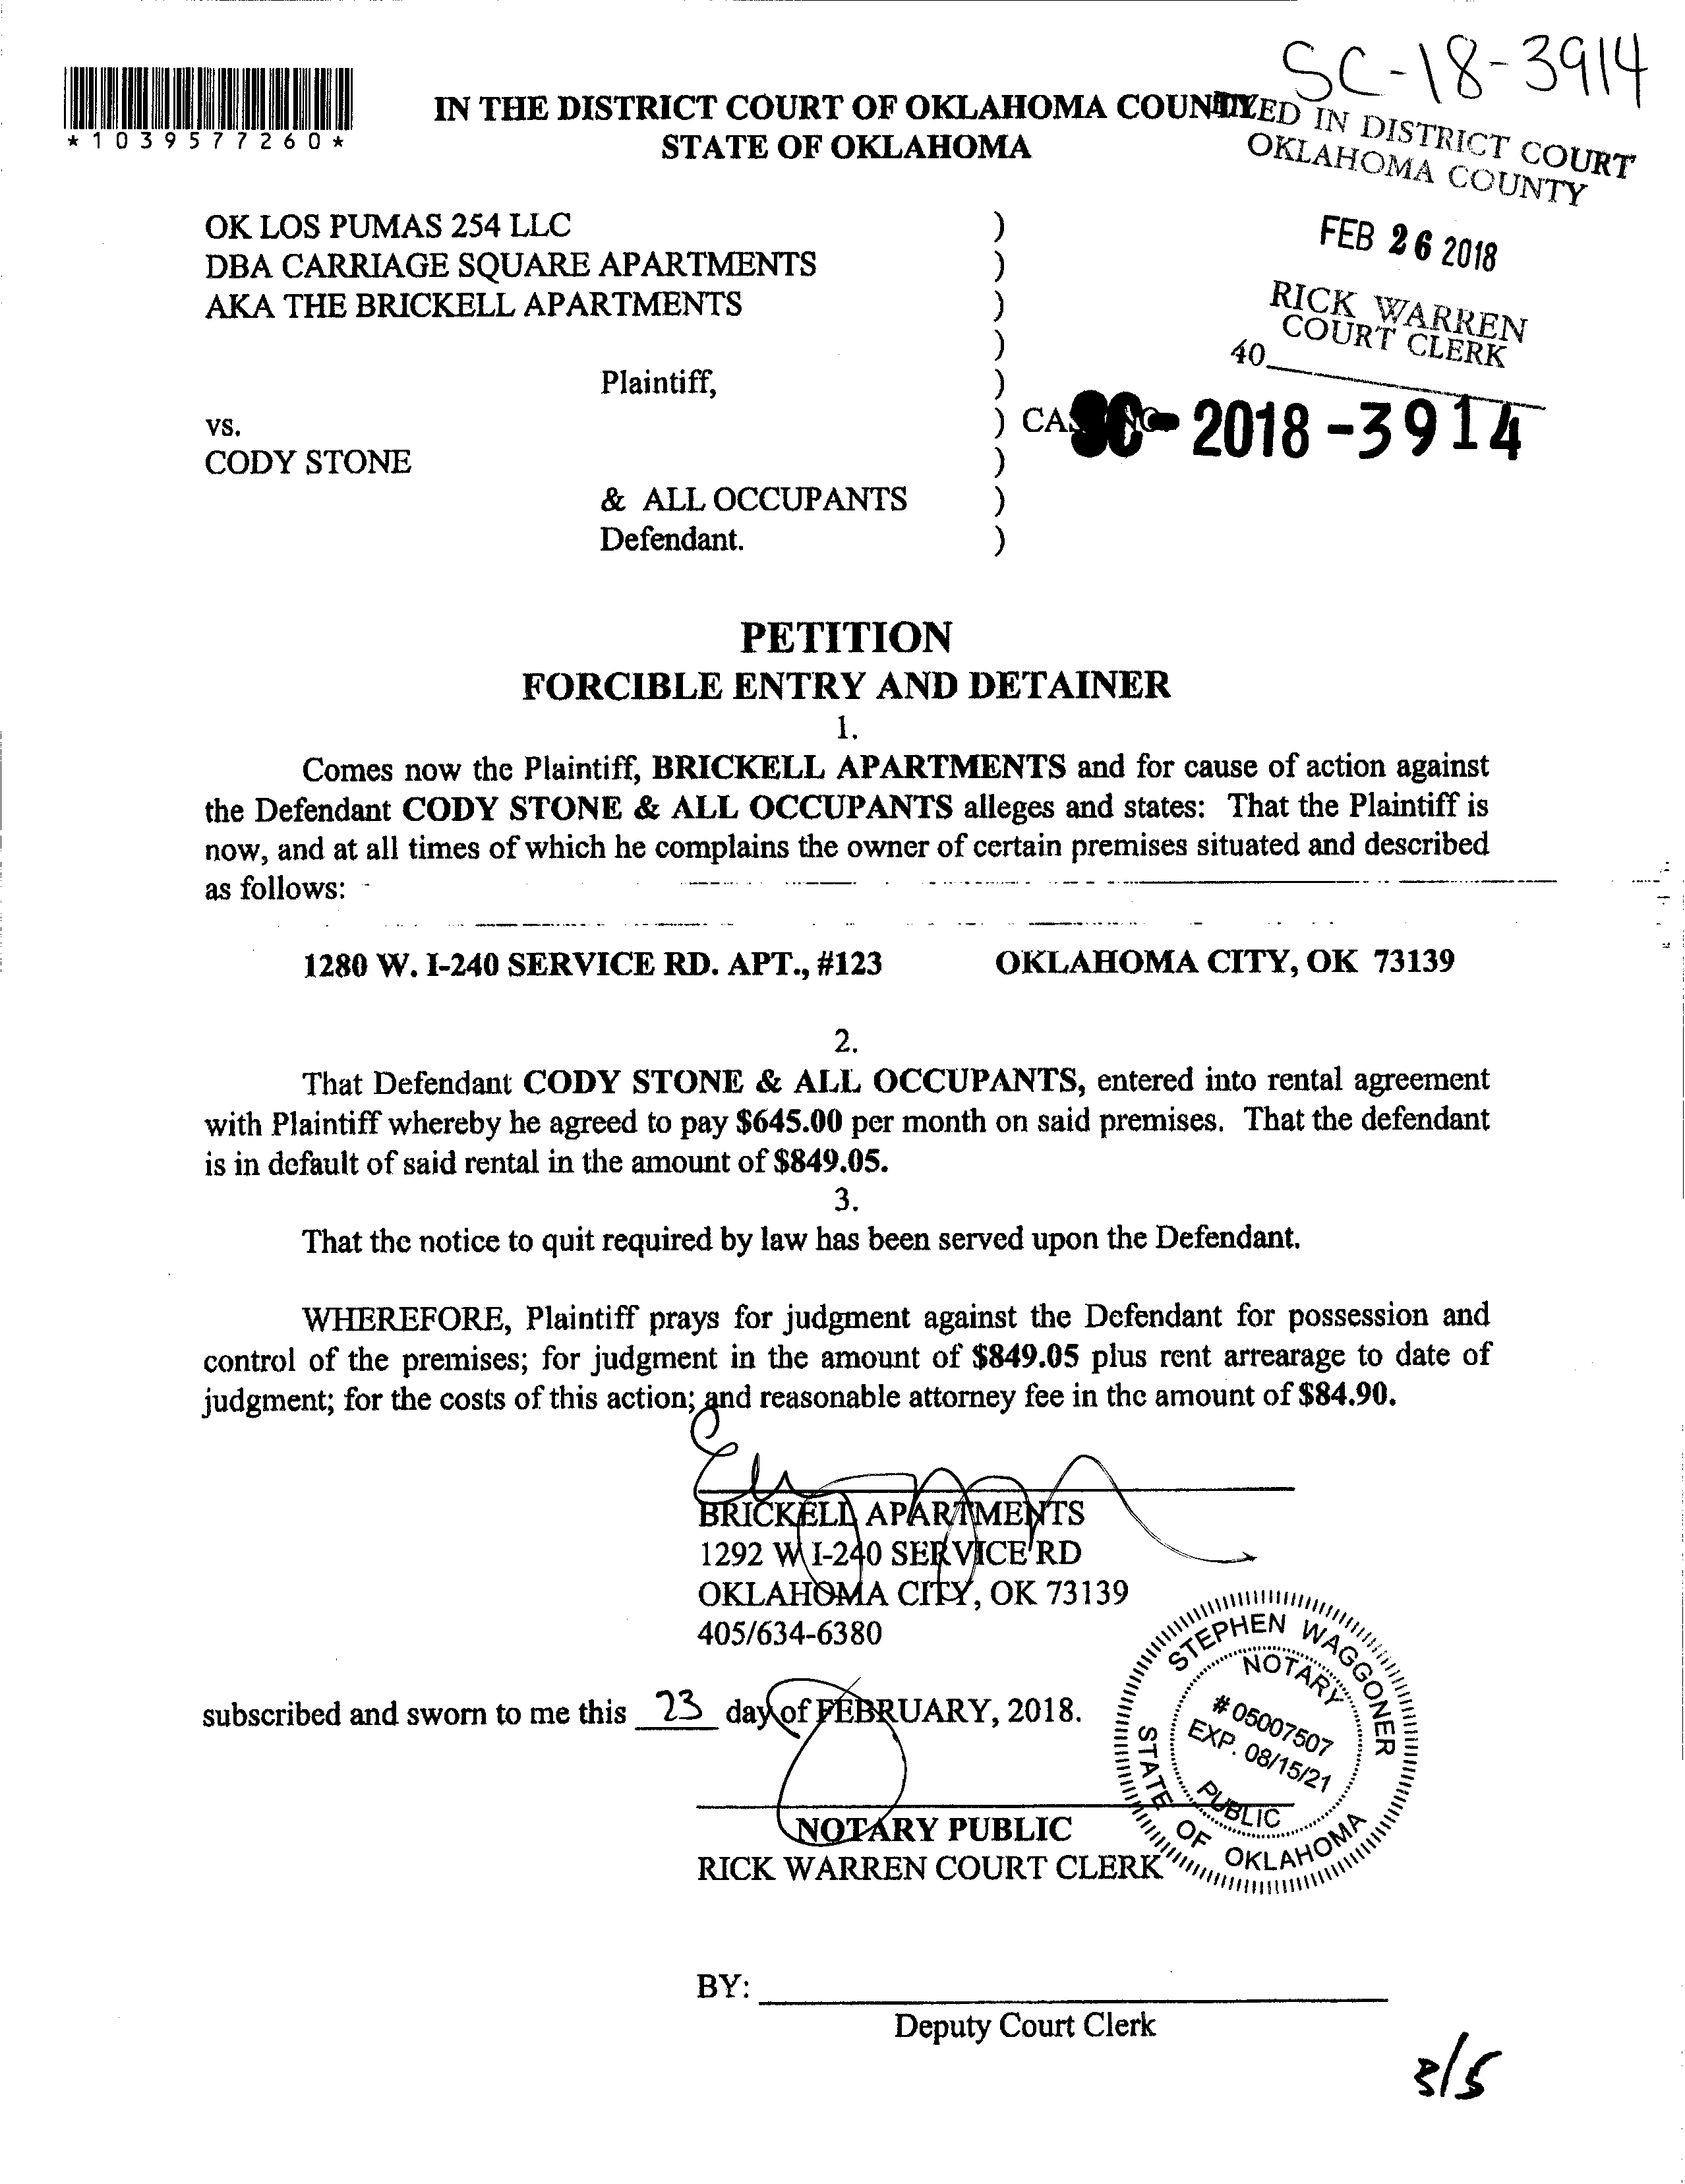 SC-18-3914
*1039577260*
IN THE DISTRICT COURT OF OKLAHOMA COUNTY
STATE OF OKLAHOMA
FILED IN DISTRICT COURT
OKLAHOMA COUNTY
FEB 26 2018
RICK WARREN
COURT CLERK
40
OK LOS PUMAS 254 LLC )
DBA CARRIAGE SQUARE APARTMENTS )
AKA THE BRICKELL APARTMENTS )
)
Plaintiff, )
vs. ) CASE NO. SC-2018-3914
CODY STONE )
& ALL OCCUPANTS )
Defendant. )
PETITION
FORCIBLE ENTRY AND DETAINER
1.
Comes now the Plaintiff, BRICKELL APARTMENTS and for cause of action against
the Defendant CODY STONE & ALL OCCUPANTS alleges and states: That the Plaintiff is
now, and at all times of which he complains the owner of certain premises situated and described
as follows:
1280 W. I-240 SERVICE RD. APT., #123 OKLAHOMA CITY, OK 73139
2.
That Defendant CODY STONE & ALL OCCUPANTS, entered into rental agreement
with Plaintiff whereby he agreed to pay $645.00 per month on said premises. That the defendant
is in default of said rental in the amount of $849.05.
3.
That the notice to quit required by law has been served upon the Defendant.
WHEREFORE, Plaintiff prays for judgment against the Defendant for possession and
control of the premises; for judgment in the amount of $849.05 plus rent arrearage to date of
judgment; for the costs of this action; and reasonable attorney fee in the amount of $84.90.
BRICKELL APARTMENTS
1292 W I-240 SERVICE RD
OKLAHOMA CITY, OK 73139
405/634-6380
subscribed and sworn to me this 23 day of FEBRUARY, 2018.
STEPHEN WAGGONER
NOTARY
# 05007507
EXP. 08/15/21
PUBLIC
STATE OF OKLAHOMA
NOTARY PUBLIC
RICK WARREN COURT CLERK
BY:
Deputy Court Clerk
3/5